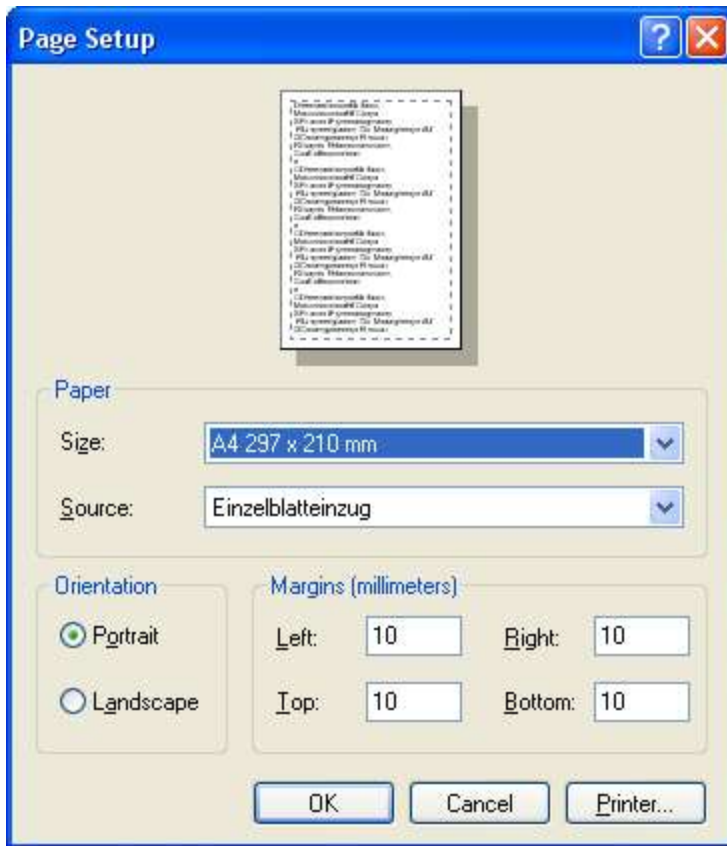 Page Setup
Paper
Size: A4 297 x 210 mm
Source: Einzelblatteinzug
Orientation
Portrait
Landscape
Margins (millimeters)
Left: 10 Right: 10
Top: 10 Bottom: 10
OK Cancel Printer...